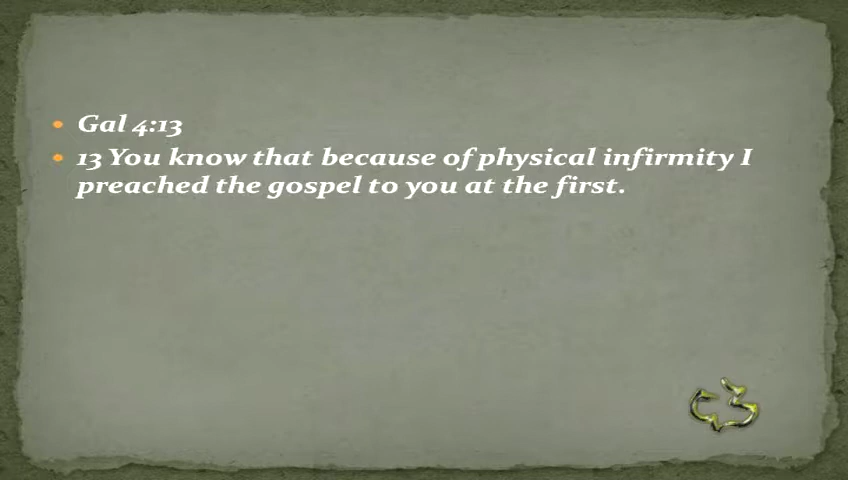 • Gal 4:13
• 13 You know that because of physical infirmity I
preached the gospel to you at the first.
C3